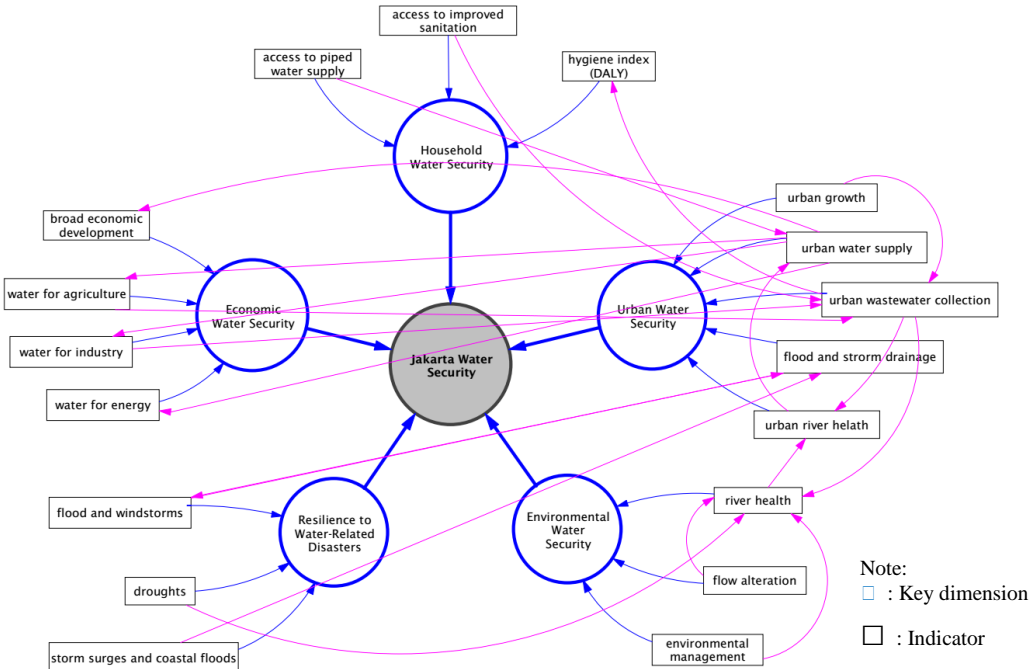 access to improved
sanitation
access to piped
water supply
hygiene index
(DALY)
Household
Water Security
broad economic
development
urban growth
urban water supply
water for agriculture
urban wastewater collection
Economic
Water Security
Urban Water
Security
water for industry
flood and strorm drainage
Jakarta Water
Security
water for energy
urban river helath
flood and windstorms
river health
Resilience to
Water-Related
Disasters
Environmental
Water
Security
droughts
flow alteration
storm surges and coastal floods
environmental
management
Note:
: Key dimension
: Indicator